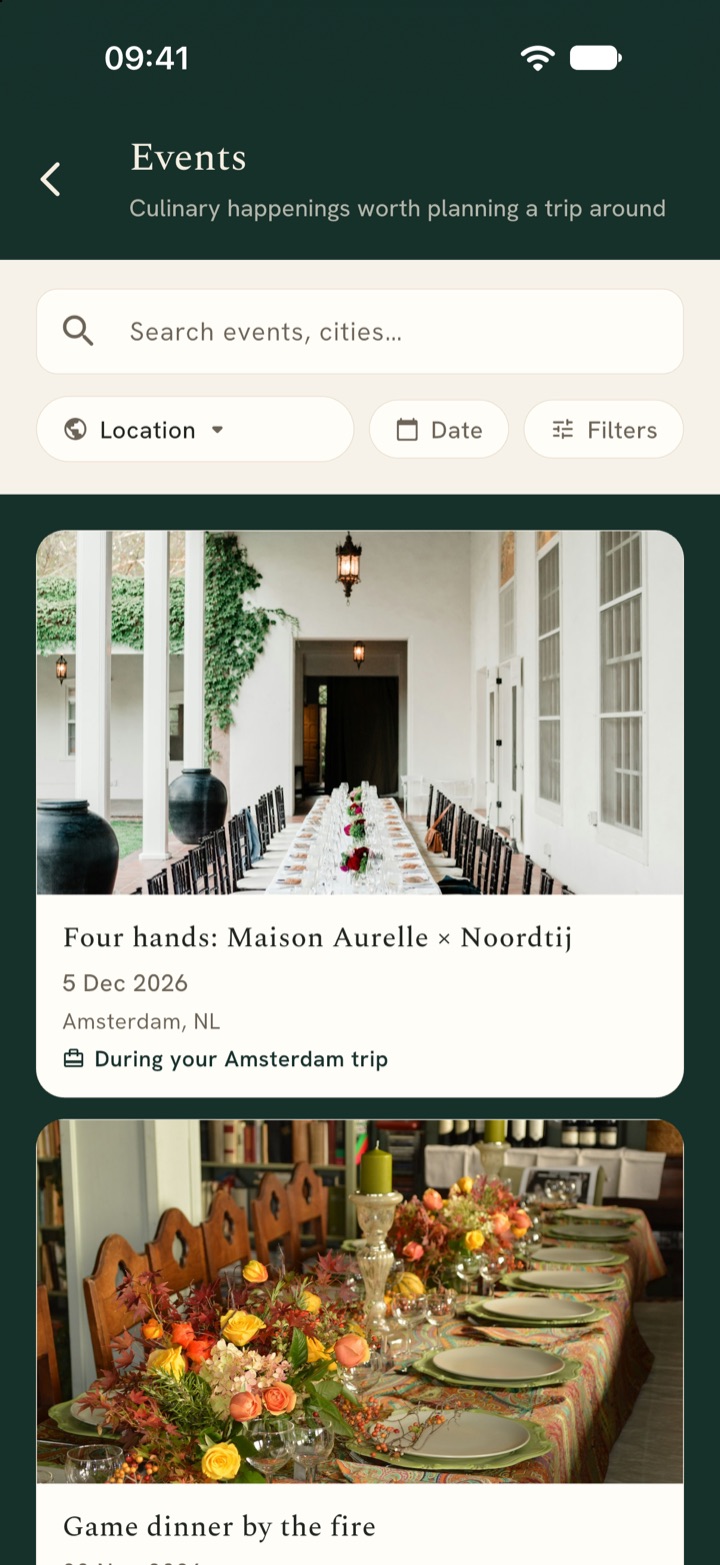 09:41
Events
Culinary happenings worth planning a trip around
Search events, cities…
Location
Date
Filters
Four hands: Maison Aurelle × Noordtij
5 Dec 2026
Amsterdam, NL
During your Amsterdam trip
Game dinner by the fire